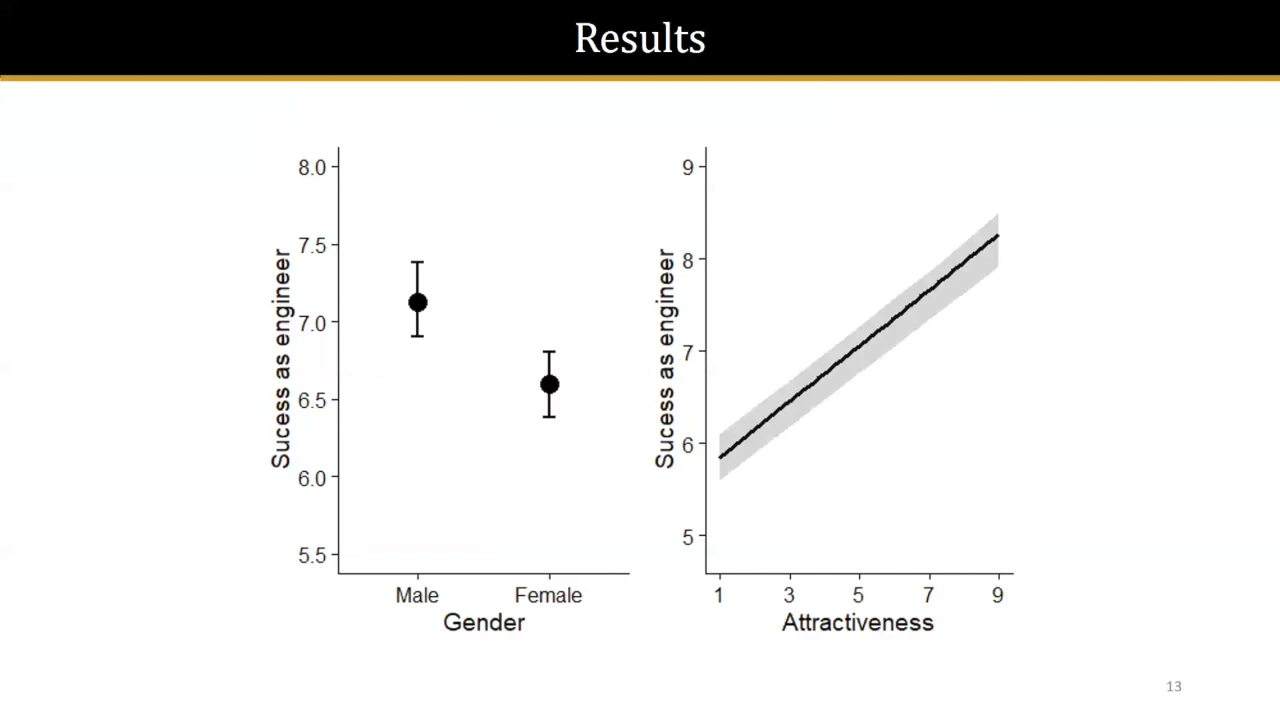 Results
8.0
7.5
7.0
6.5
6.0
5.5
Sucess as engineer
Male Female
Gender
9
8
7
6
5
Sucess as engineer
1 3 5 7 9
Attractiveness
13